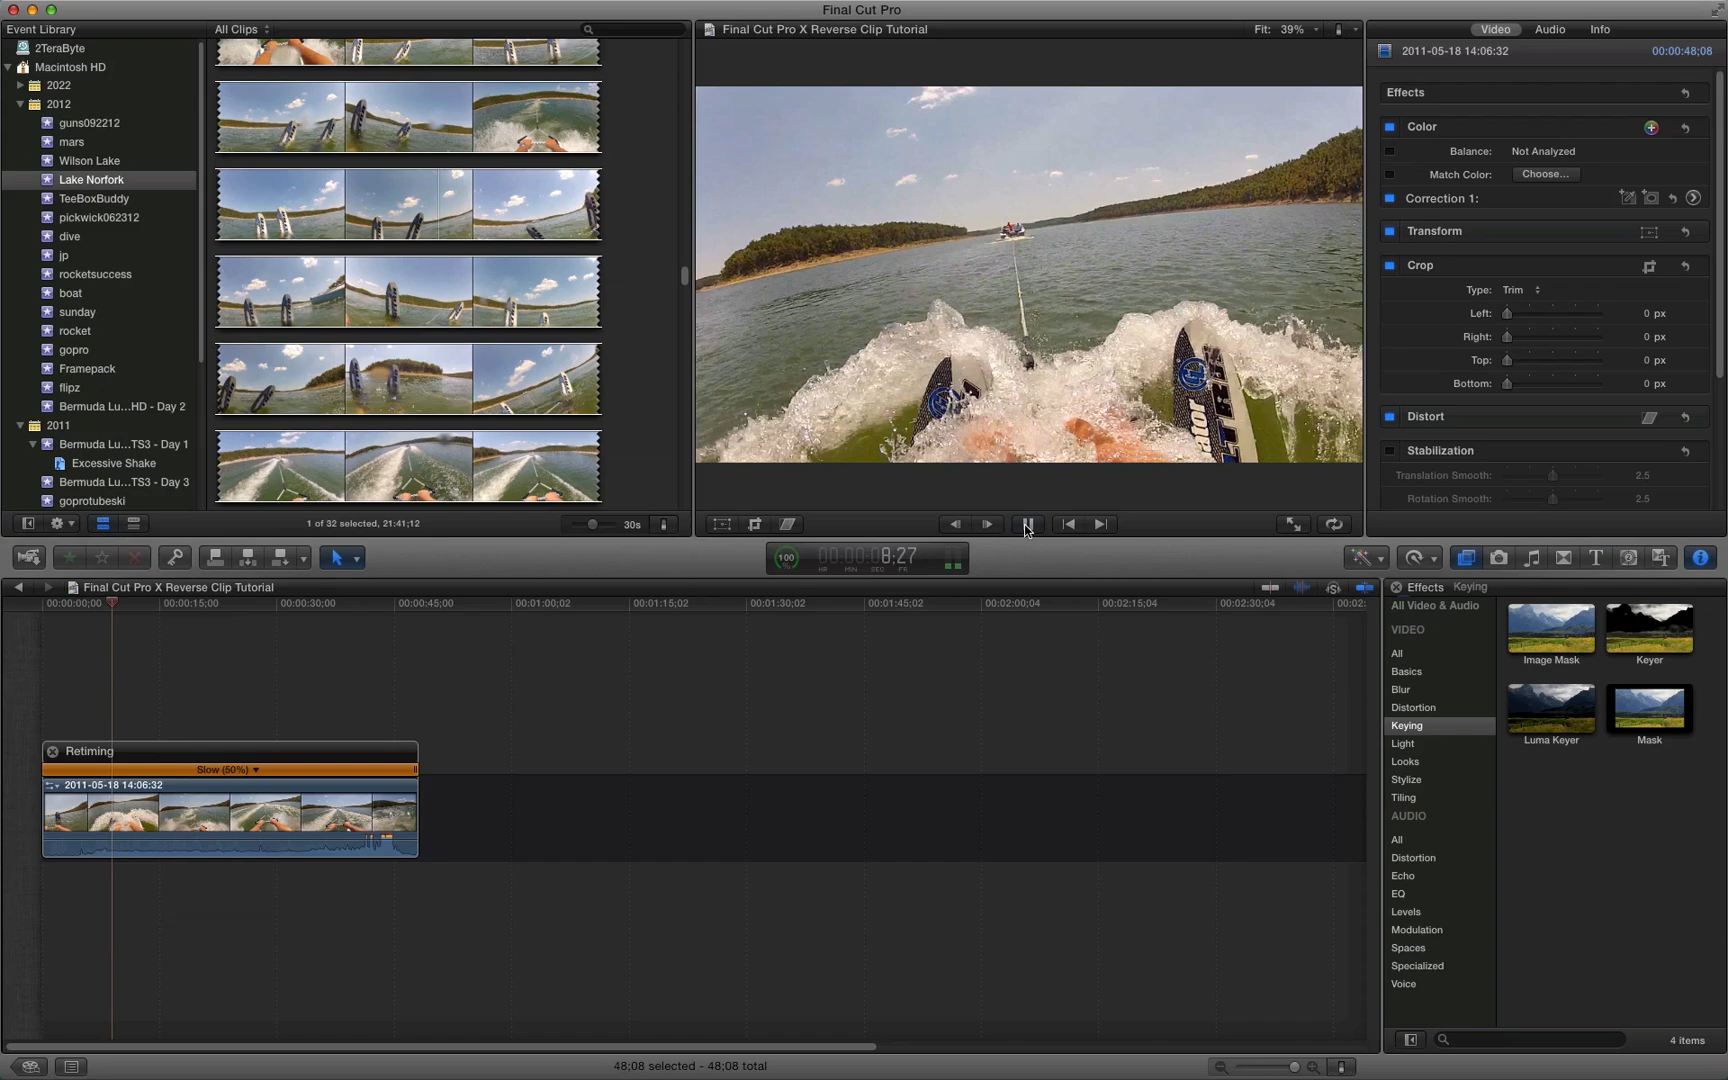 Final Cut Pro
Event Library
All Clips
Final Cut Pro X Reverse Clip Tutorial
Fit: 39%
Video
Audio
Info
2TeraByte
Macintosh HD
2022
2012
guns092212
mars
Wilson Lake
Lake Norfork
TeeBoxBuddy
pickwick062312
dive
jp
rocketsuccess
boat
sunday
rocket
gopro
Framepack
flipz
Bermuda Lu...HD - Day 2
2011
Bermuda Lu...TS3 - Day 1
Excessive Shake
Bermuda Lu...TS3 - Day 3
goprotubeski
1 of 32 selected, 21:41;12
30s
2011-05-18 14:06:32
00:00:48;08
Effects
Color
Balance: Not Analyzed
Match Color: Choose...
Correction 1:
Transform
Crop
Type: Trim
Left: 0 px
Right: 0 px
Top: 0 px
Bottom: 0 px
Distort
Stabilization
Translation Smooth: 2.5
Rotation Smooth: 2.5
100
%
00:00:08;27
HR MIN SEC FR
Final Cut Pro X Reverse Clip Tutorial
00:00:00;00
00:00:15;00
00:00:30;00
00:00:45;00
00:01:00;02
00:01:15;02
00:01:30;02
00:01:45;02
00:02:00;04
00:02:15;04
00:02:30;04
00:02:
Retiming
Slow (50%)
2011-05-18 14:06:32
Effects
Keying
All Video & Audio
VIDEO
All
Basics
Blur
Distortion
Keying
Light
Looks
Stylize
Tiling
AUDIO
All
Distortion
Echo
EQ
Levels
Modulation
Spaces
Specialized
Voice
Image Mask
Keyer
Luma Keyer
Mask
4 items
48;08 selected - 48;08 total